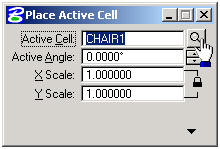 Place Active Cell
Active Cell: CHAIR1
Active Angle: 0.0000°
X Scale: 1.000000
Y Scale: 1.000000